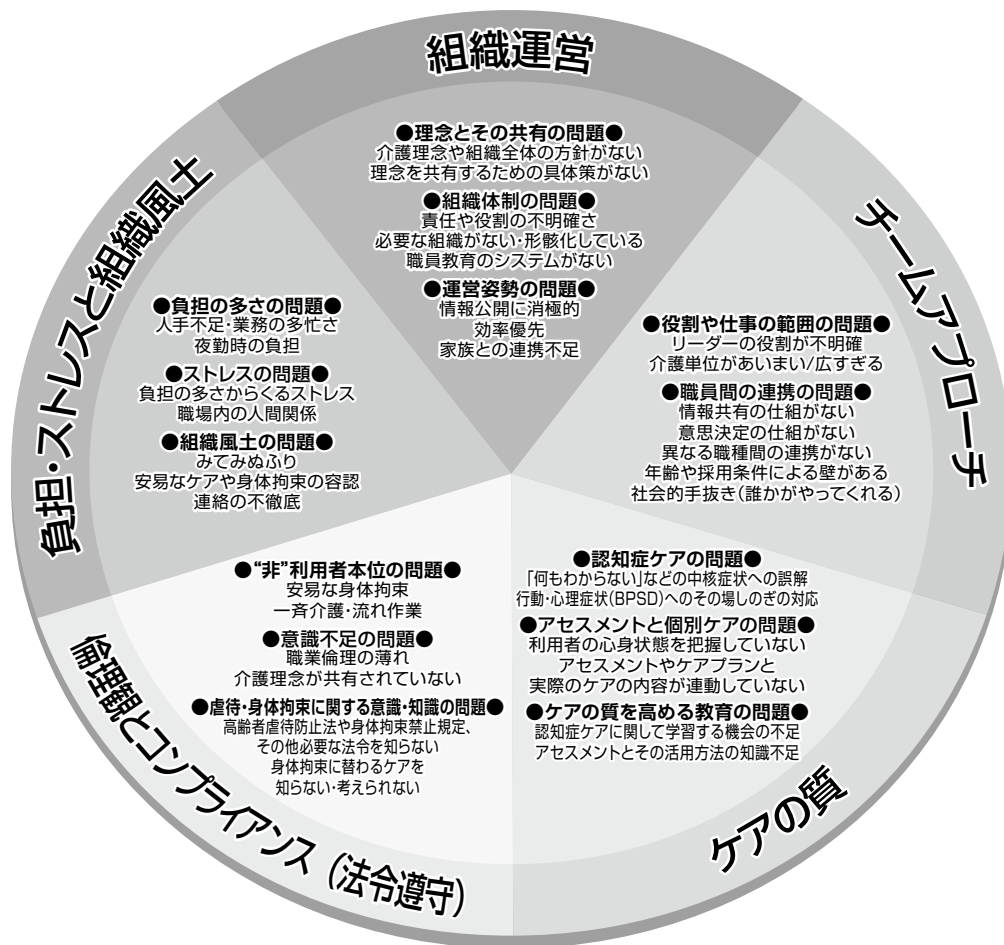 組織運営
●理念とその共有の問題●
介護理念や組織全体の方針がない
理念を共有するための具体策がない
●組織体制の問題●
責任や役割の不明確さ
必要な組織がない・形骸化している
職員教育のシステムがない
●運営姿勢の問題●
情報公開に消極的
効率優先
家族との連携不足
チームアプローチ
●役割や仕事の範囲の問題●
リーダーの役割が不明確
介護単位があいまい/広すぎる
●職員間の連携の問題●
情報共有の仕組がない
意思決定の仕組がない
異なる職種間の連携がない
年齢や採用条件による壁がある
社会的手抜き(誰かがやってくれる)
ケアの質
●認知症ケアの問題●
「何もわからない」などの中核症状への誤解
行動・心理症状(BPSD)へのその場しのぎの対応
●アセスメントと個別ケアの問題●
利用者の心身状態を把握していない
アセスメントやケアプランと
実際のケアの内容が連動していない
●ケアの質を高める教育の問題●
認知症ケアに関して学習する機会の不足
アセスメントとその活用方法の知識不足
倫理観とコンプライアンス(法令遵守)
●“非”利用者本位の問題●
安易な身体拘束
一斉介護・流れ作業
●意識不足の問題●
職業倫理の薄れ
介護理念が共有されていない
●虐待・身体拘束に関する意識・知識の問題●
高齢者虐待防止法や身体拘束禁止規定、
その他必要な法令を知らない
身体拘束に替わるケアを
知らない・考えられない
負担・ストレスと組織風土
●負担の多さの問題●
人手不足・業務の多忙さ
夜勤時の負担
●ストレスの問題●
負担の多さからくるストレス
職場内の人間関係
●組織風土の問題●
みてみぬふり
安易なケアや身体拘束の容認
連絡の不徹底